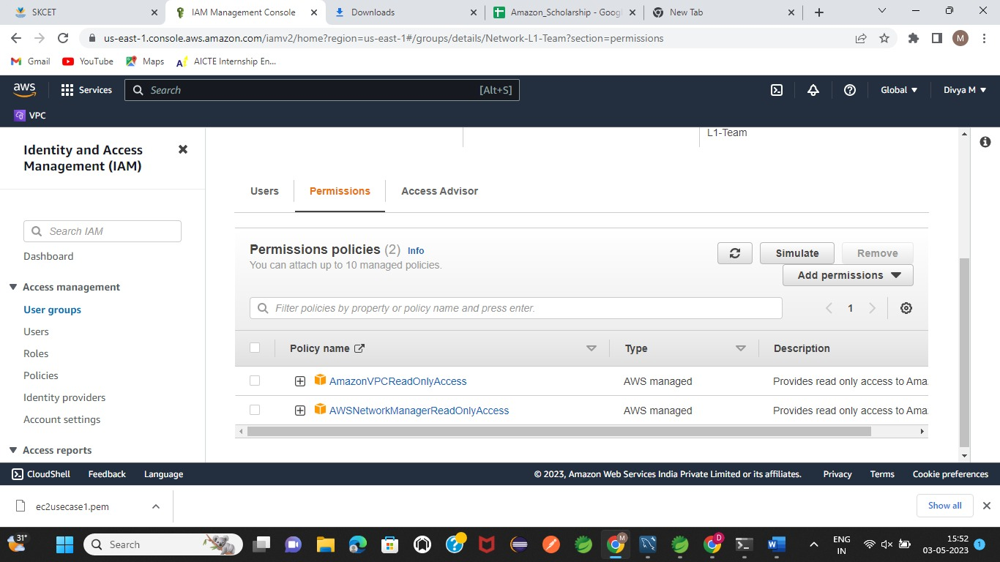 SKCET
IAM Management Console
Downloads
Amazon_Scholarship - Googl
New Tab
us-east-1.console.aws.amazon.com/iamv2/home?region=us-east-1#/groups/details/Network-L1-Team?section=permissions
M
Gmail
YouTube
Maps
AICTE Internship En...
aws
Services
Search
[Alt+S]
Global
Divya M
VPC
Identity and Access
Management (IAM)
Search IAM
Dashboard
Access management
User groups
Users
Roles
Policies
Identity providers
Account settings
Access reports
L1-Team
Users
Permissions
Access Advisor
Permissions policies (2) Info
You can attach up to 10 managed policies.
Simulate
Remove
Add permissions
Filter policies by property or policy name and press enter.
1
Policy name
Type
Description
AmazonVPCReadOnlyAccess
AWS managed
Provides read only access to Ama
AWSNetworkManagerReadOnlyAccess
AWS managed
Provides read only access to Ama
CloudShell
Feedback
Language
© 2023, Amazon Web Services India Private Limited or its affiliates.
Privacy
Terms
Cookie preferences
ec2usecase1.pem
Show all
31°
Search
M
D
ENG
IN
15:52
03-05-2023
1